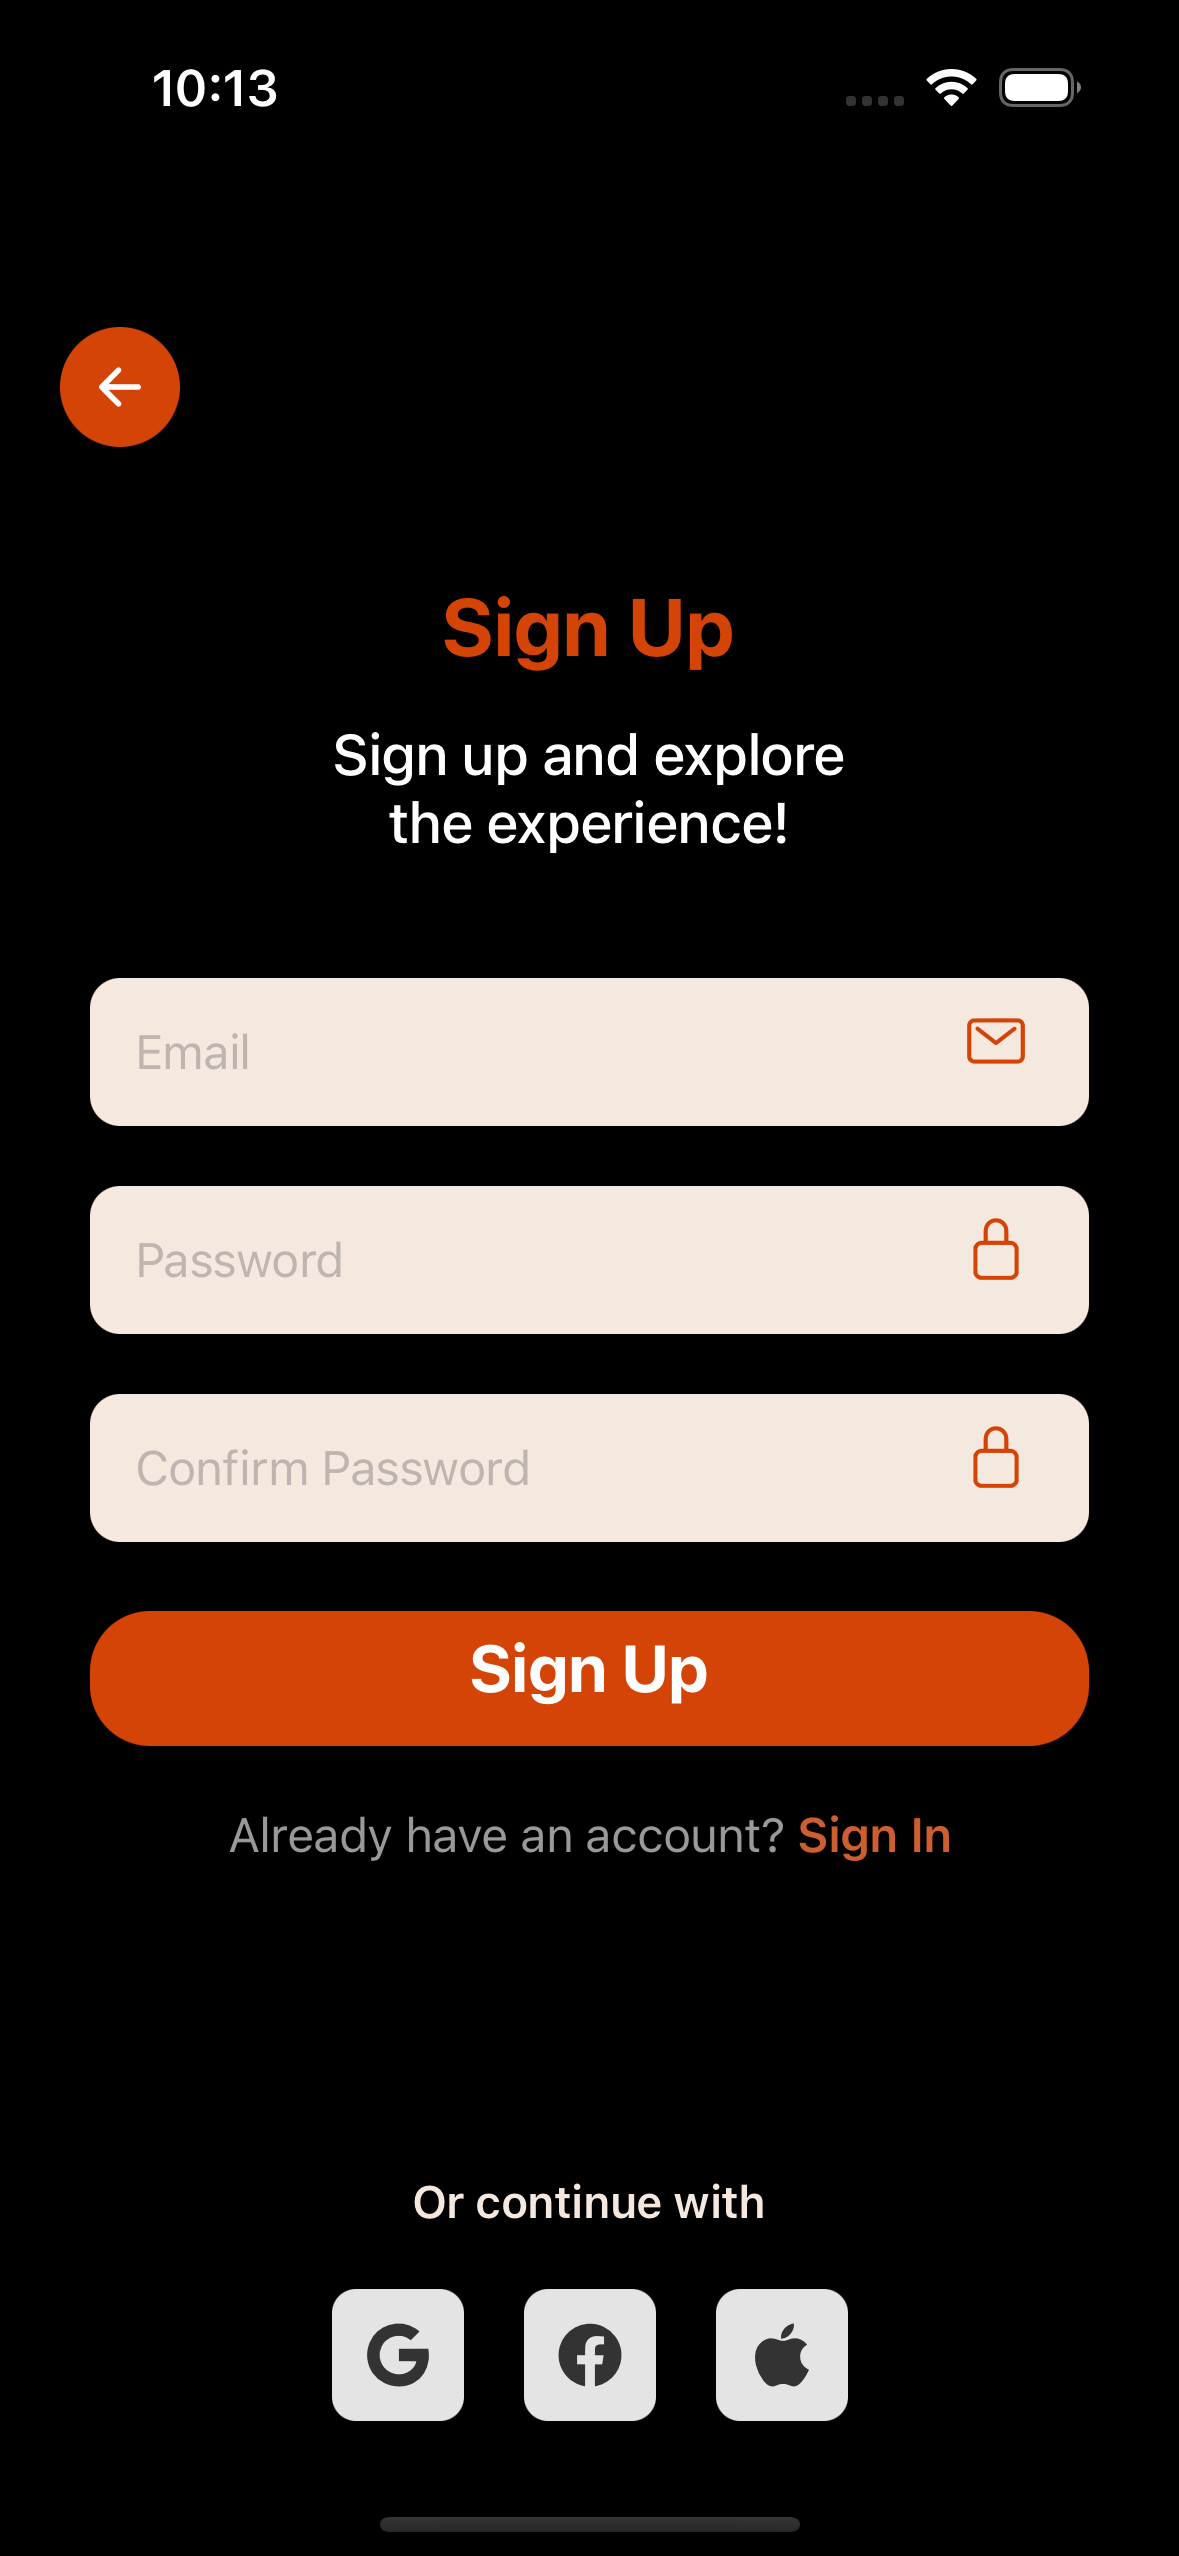 10:13
Sign Up
Sign up and explore
the experience!
Email
Password
Confirm Password
Sign Up
Already have an account? Sign In
Or continue with